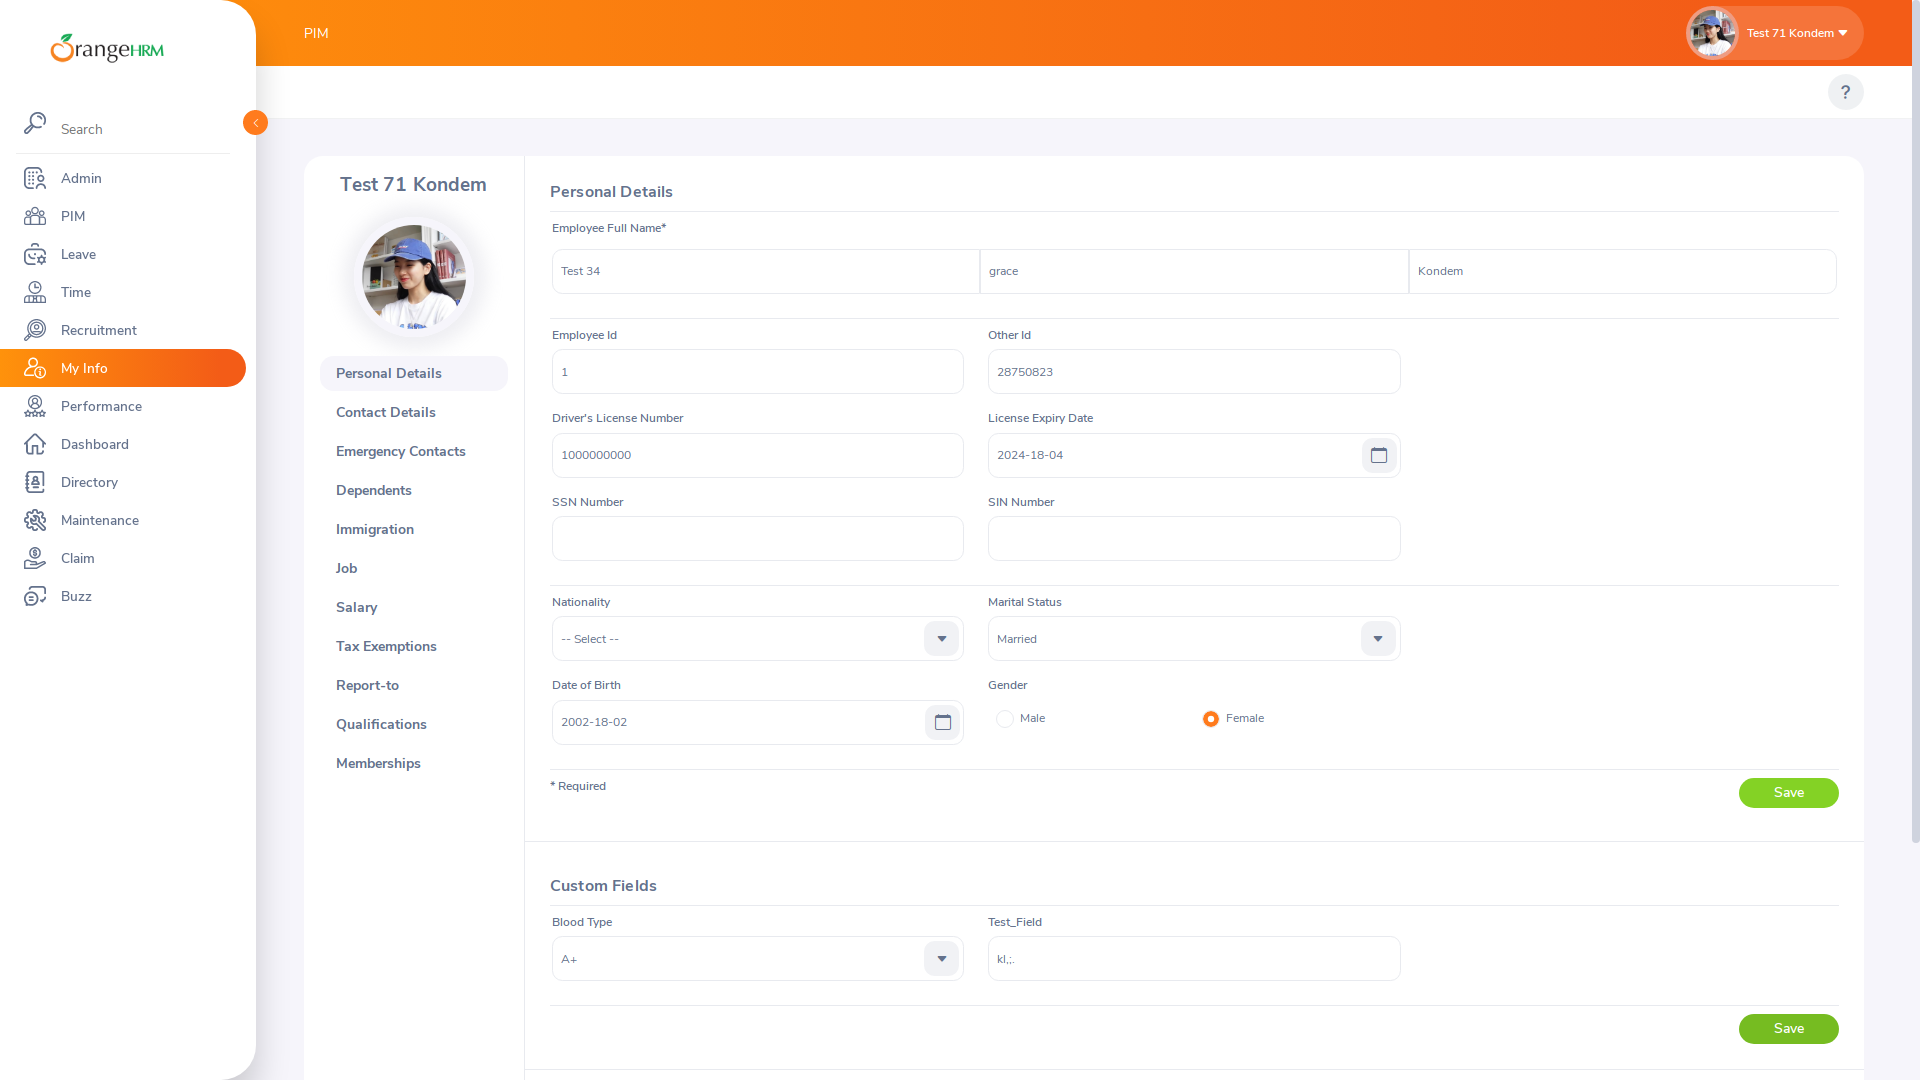 OrangeHRM
PIM
Test 71 Kondem
?
Search
Admin
PIM
Leave
Time
Recruitment
My Info
Performance
Dashboard
Directory
Maintenance
Claim
Buzz
Test 71 Kondem
Personal Details
Contact Details
Emergency Contacts
Dependents
Immigration
Job
Salary
Tax Exemptions
Report-to
Qualifications
Memberships
Personal Details
Employee Full Name*
Test 34 grace Kondem
Employee Id Other Id
1 28750823
Driver's License Number License Expiry Date
1000000000 2024-18-04
SSN Number SIN Number
Nationality Marital Status
-- Select -- Married
Date of Birth Gender
2002-18-02 Male Female
* Required Save
Custom Fields
Blood Type Test_Field
A+ kl,;.
Save